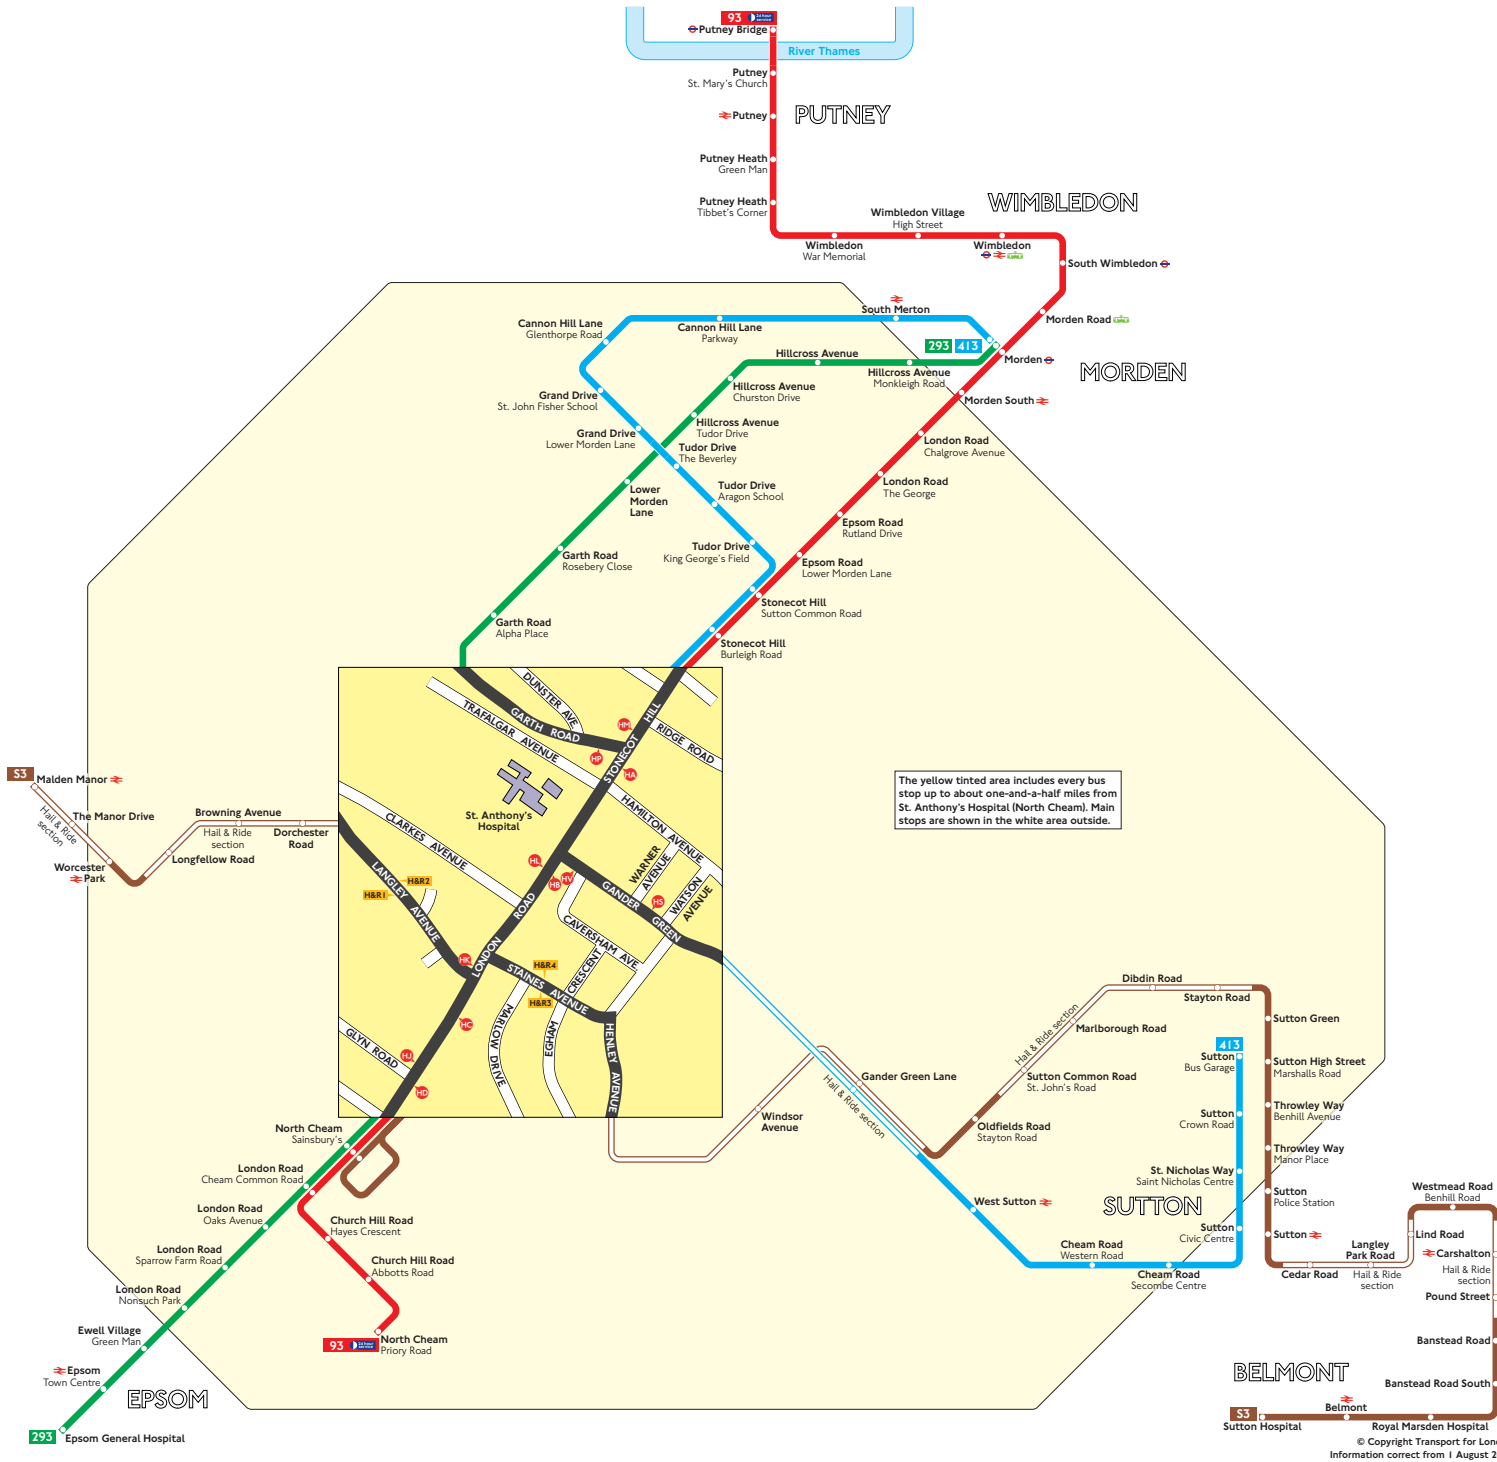 93
24 hour
service
Putney Bridge
River Thames
Putney
St. Mary's Church
PUTNEY
Putney
Putney Heath
Green Man
Putney Heath
Tibbet's Corner
WIMBLEDON
Wimbledon Village
High Street
Wimbledon
War Memorial
Wimbledon
South Wimbledon
Morden Road
South Merton
Cannon Hill Lane
Glenthorpe Road
Cannon Hill Lane
Parkway
293 413
Morden
MORDEN
Hillcross Avenue
Hillcross Avenue
Monkleigh Road
Hillcross Avenue
Churston Drive
Morden South
Grand Drive
St. John Fisher School
Hillcross Avenue
Tudor Drive
Grand Drive
Lower Morden Lane
Tudor Drive
The Beverley
London Road
Chalgrove Avenue
Lower
Morden
Lane
Tudor Drive
Aragon School
London Road
The George
Epsom Road
Rutland Drive
Garth Road
Rosebery Close
Tudor Drive
King George's Field
Epsom Road
Lower Morden Lane
Stonecot Hill
Sutton Common Road
Garth Road
Alpha Place
Stonecot Hill
Burleigh Road
DUNSTER AVE.
GARTH ROAD
TRAFALGAR AVENUE
STONECOT HILL
RIDGE ROAD
HM
HP
HA
St. Anthony's
Hospital
HAMILTON AVENUE
CLARKES AVENUE
WARNER
AVENUE
WATSON
AVENUE
LANGLEY AVENUE
H&R2
H&R1
HL
HB
HV
HS
GANDER GREEN
LONDON ROAD
CAVERSHAM AVE.
HK
STAINES AVENUE
H&R4
H&R3
EGHAM CRESCENT
MARLOW DRIVE
HENLEY AVENUE
HC
HJ
HD
GLYN ROAD
The yellow tinted area includes every bus
stop up to about one-and-a-half miles from
St. Anthony's Hospital (North Cheam). Main
stops are shown in the white area outside.
S3
Malden Manor
Hail & Ride
section
The Manor Drive
Worcester
Park
Longfellow Road
Browning Avenue
Hail & Ride
section
Dorchester
Road
Windsor
Avenue
Gander Green Lane
Hail & Ride section
Oldfields Road
Stayton Road
Sutton Common Road
St. John's Road
Hail & Ride section
Marlborough Road
Dibdin Road
Stayton Road
Sutton Green
413
Sutton
Bus Garage
Sutton High Street
Marshalls Road
Sutton
Crown Road
Throwley Way
Benhill Avenue
Throwley Way
Manor Place
St. Nicholas Way
Saint Nicholas Centre
Sutton
Police Station
West Sutton
SUTTON
Sutton
Civic Centre
Sutton
Cheam Road
Western Road
Cheam Road
Secombe Centre
Cedar Road
Langley
Park Road
Hail & Ride
section
Lind Road
Westmead Road
Benhill Road
Carshalton
Hail & Ride
section
Pound Street
Banstead Road
Banstead Road South
BELMONT
S3
Sutton Hospital
Belmont
Royal Marsden Hospital
North Cheam
Sainsbury's
London Road
Cheam Common Road
London Road
Oaks Avenue
London Road
Sparrow Farm Road
London Road
Nonsuch Park
Ewell Village
Green Man
Epsom
Town Centre
EPSOM
293
Epsom General Hospital
Church Hill Road
Hayes Crescent
Church Hill Road
Abbotts Road
93
24 hour
service
North Cheam
Priory Road
© Copyright Transport for Lon
Information correct from 1 August 2